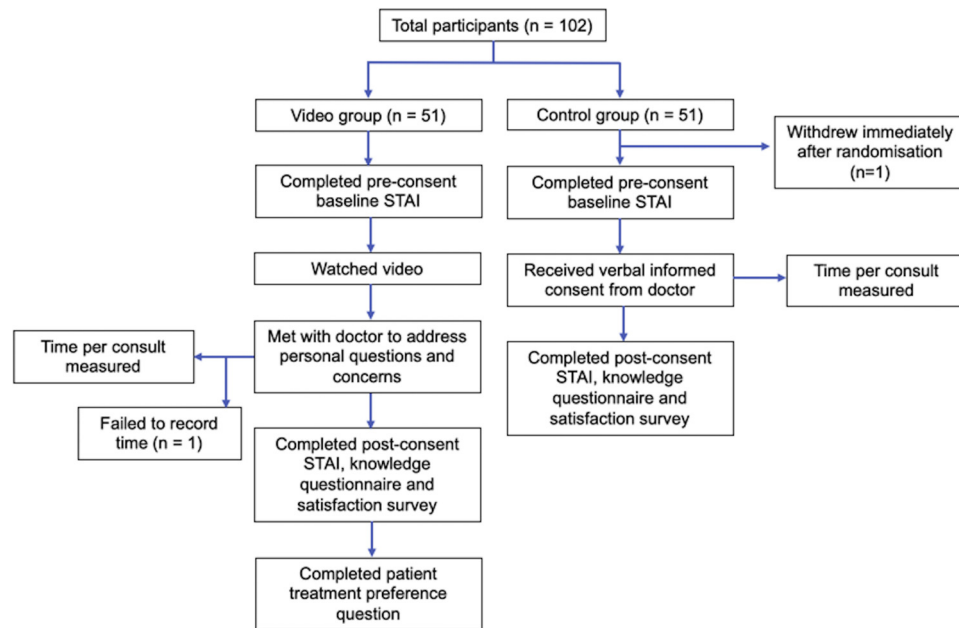 Total participants (n = 102)
Video group (n = 51)
Control group (n = 51)
Withdrew immediately
after randomisation
(n=1)
Completed pre-consent
baseline STAI
Completed pre-consent
baseline STAI
Watched video
Received verbal informed
consent from doctor
Time per consult
measured
Met with doctor to address
personal questions and
concerns
Time per consult
measured
Failed to record
time (n = 1)
Completed post-consent
STAI, knowledge
questionnaire and
satisfaction survey
Completed post-consent
STAI, knowledge
questionnaire and
satisfaction survey
Completed patient
treatment preference
question